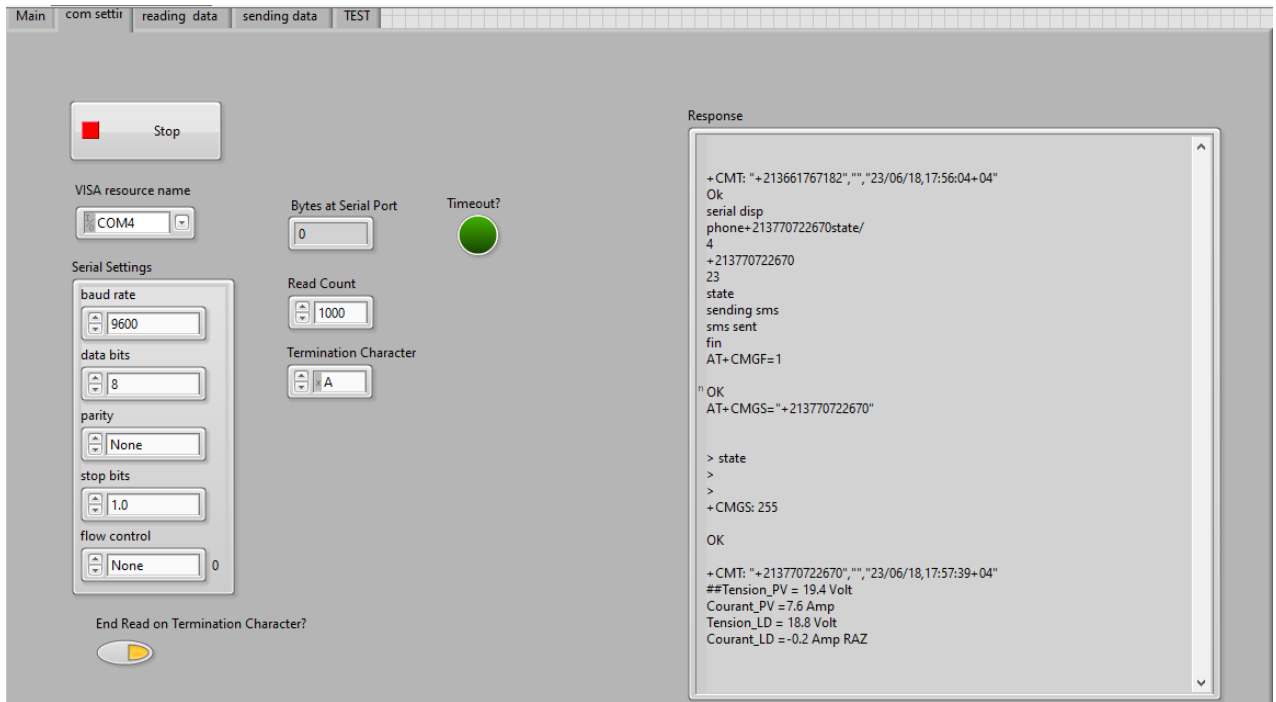 Main com settir reading data sending data TEST
Stop
VISA resource name
COM4
Serial Settings
baud rate
9600
data bits
8
parity
None
stop bits
1.0
flow control
None 0
End Read on Termination Character?
Bytes at Serial Port
0
Timeout?
Read Count
1000
Termination Character
x A
Response
+CMT: "+213661767182","","23/06/18,17:56:04+04"
Ok
serial disp
phone+213770722670state/
4
+213770722670
23
state
sending sms
sms sent
fin
AT+CMGF=1
n OK
AT+CMGS="+213770722670"
> state
>
>
+CMGS: 255
OK
+CMT: "+213770722670","","23/06/18,17:57:39+04"
##Tension_PV = 19.4 Volt
Courant_PV =7.6 Amp
Tension_LD = 18.8 Volt
Courant_LD =-0.2 Amp RAZ